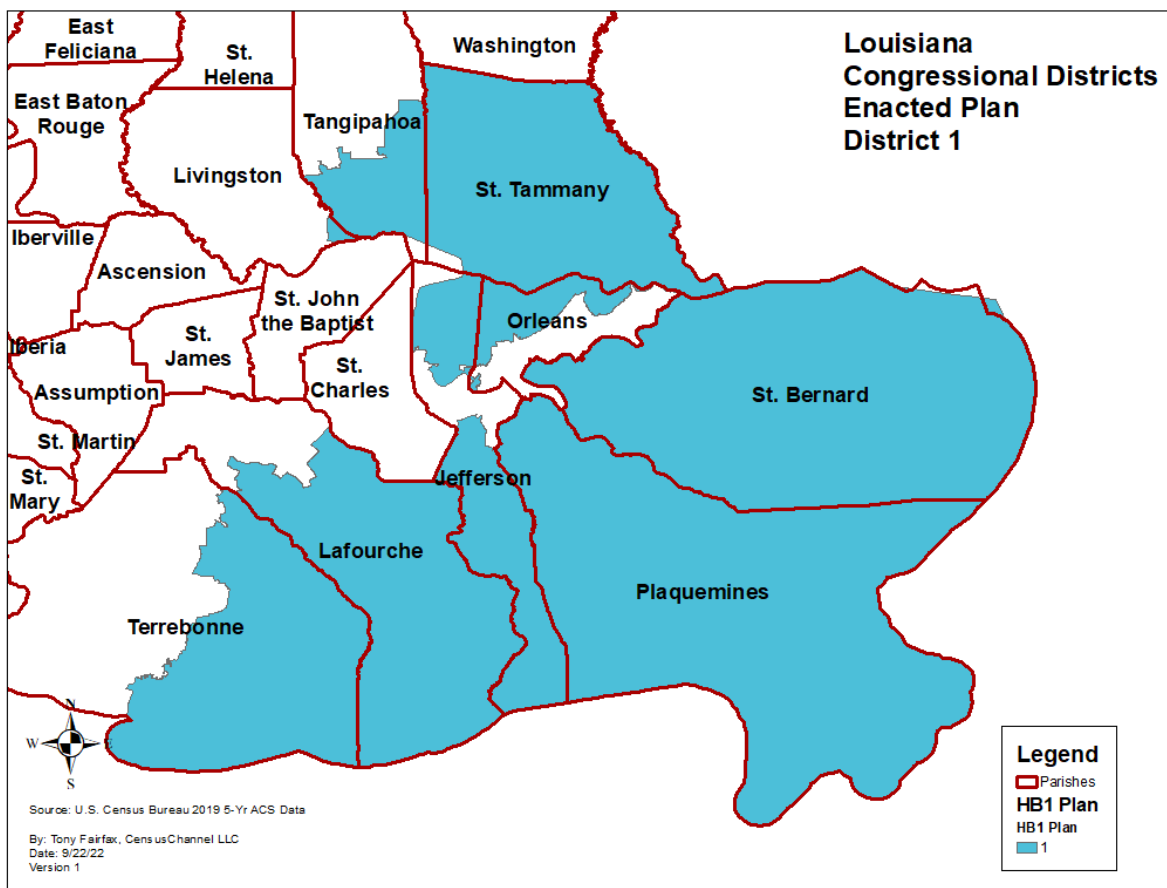 East
Feliciana
St.
Helena
Washington
Louisiana
Congressional Districts
Enacted Plan
District 1
East Baton
Rouge
Tangipahoa
Livingston
St. Tammany
Iberville
Ascension
St. John
the Baptist
Orleans
St.
James
Iberia
St.
Charles
Assumption
St. Bernard
St. Martin
St.
Mary
Jefferson
Lafourche
Plaquemines
Terrebonne
N
W
E
S
Legend
Parishes
HB1 Plan
HB1 Plan
1
Source: U.S. Census Bureau 2019 5-Yr ACS Data
By: Tony Fairfax, CensusChannel LLC
Date: 9/22/22
Version 1